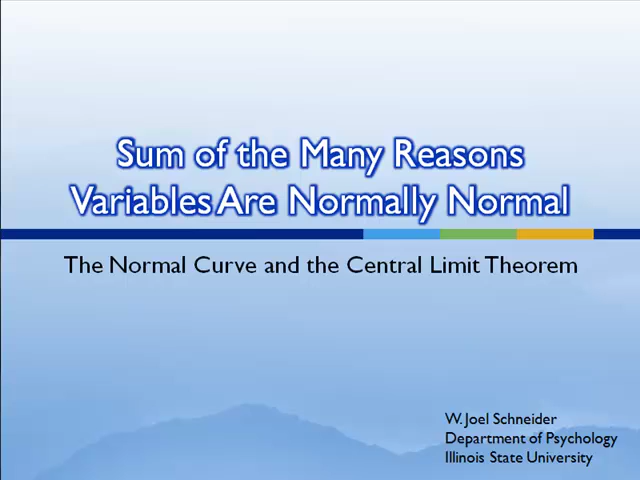 Sum of the Many Reasons
Variables Are Normally Normal
The Normal Curve and the Central Limit Theorem
W. Joel Schneider
Department of Psychology
Illinois State University